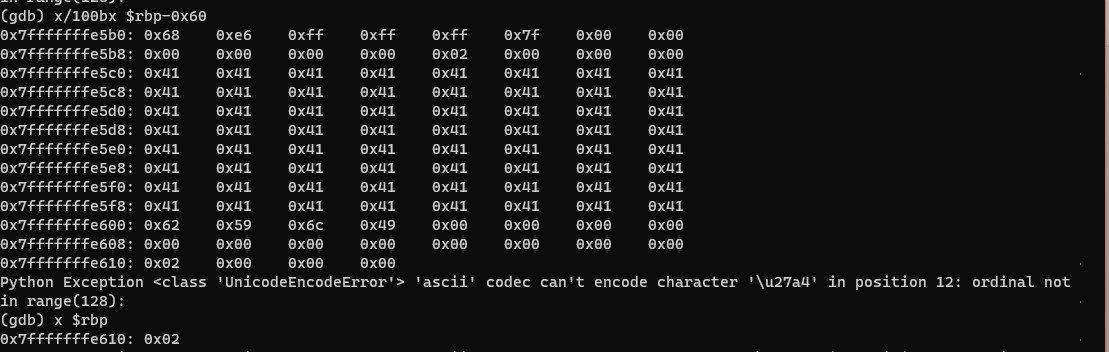 in range(128):
(gdb) x/100bx $rbp-0x60
0x7fffffffe5b0: 0x68 0xe6 0xff 0xff 0xff 0x7f 0x00 0x00
0x7fffffffe5b8: 0x00 0x00 0x00 0x00 0x02 0x00 0x00 0x00
0x7fffffffe5c0: 0x41 0x41 0x41 0x41 0x41 0x41 0x41 0x41
0x7fffffffe5c8: 0x41 0x41 0x41 0x41 0x41 0x41 0x41 0x41
0x7fffffffe5d0: 0x41 0x41 0x41 0x41 0x41 0x41 0x41 0x41
0x7fffffffe5d8: 0x41 0x41 0x41 0x41 0x41 0x41 0x41 0x41
0x7fffffffe5e0: 0x41 0x41 0x41 0x41 0x41 0x41 0x41 0x41
0x7fffffffe5e8: 0x41 0x41 0x41 0x41 0x41 0x41 0x41 0x41
0x7fffffffe5f0: 0x41 0x41 0x41 0x41 0x41 0x41 0x41 0x41
0x7fffffffe5f8: 0x41 0x41 0x41 0x41 0x41 0x41 0x41 0x41
0x7fffffffe600: 0x62 0x59 0x6c 0x49 0x00 0x00 0x00 0x00
0x7fffffffe608: 0x00 0x00 0x00 0x00 0x00 0x00 0x00 0x00
0x7fffffffe610: 0x02 0x00 0x00 0x00
Python Exception <class 'UnicodeEncodeError'> 'ascii' codec can't encode character '\u27a4' in position 12: ordinal not
in range(128):
(gdb) x $rbp
0x7fffffffe610: 0x02